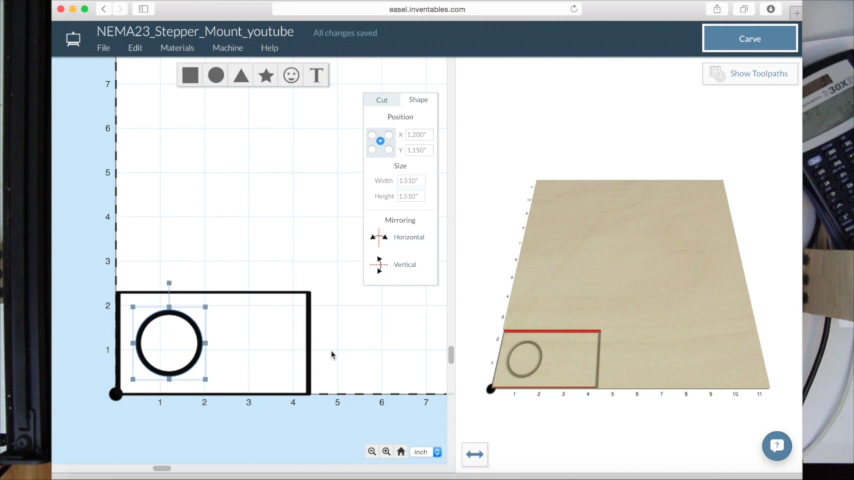 easel.inventables.com
NEMA23_Stepper_Mount_youtube
All changes saved
File Edit Materials Machine Help
Carve
T
Show Toolpaths
Cut Shape
Position
X 1.200"
Y 1.150"
Size
Width 1.510"
Height 1.510"
Mirroring
Horizontal
Vertical
7
6
5
4
3
2
1
1 2 3 4 5 6 7
inch
1 2 3 4 5 6 7 8 9 10 11
30X